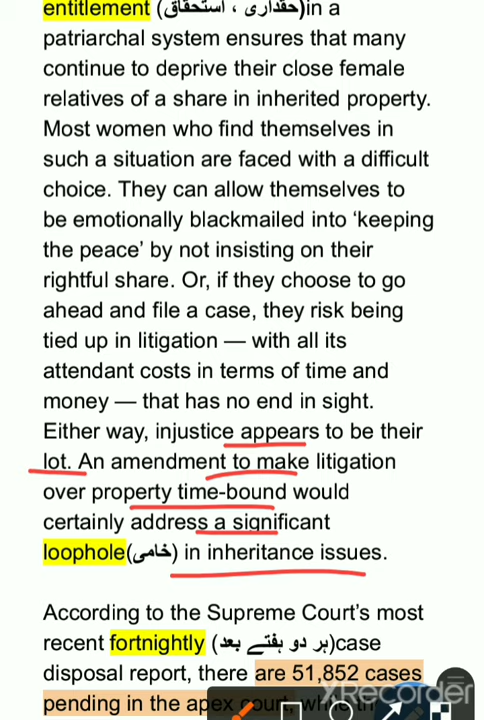 entitlement (حقداری ، استحقاق)in a
patriarchal system ensures that many
continue to deprive their close female
relatives of a share in inherited property.
Most women who find themselves in
such a situation are faced with a difficult
choice. They can allow themselves to
be emotionally blackmailed into ‘keeping
the peace’ by not insisting on their
rightful share. Or, if they choose to go
ahead and file a case, they risk being
tied up in litigation — with all its
attendant costs in terms of time and
money — that has no end in sight.
Either way, injustice appears to be their
lot. An amendment to make litigation
over property time-bound would
certainly address a significant
loophole(خامی) in inheritance issues.
According to the Supreme Court’s most
recent fortnightly (ہر دو ہفتے بعد)case
disposal report, there are 51,852 cases
pending in the apex court, while
XRecorder